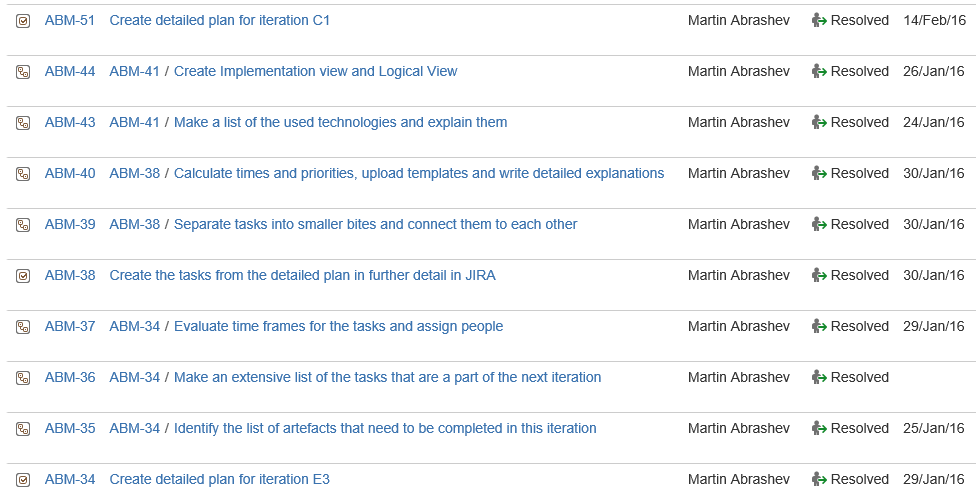 ABM-51 Create detailed plan for iteration C1 Martin Abrashev Resolved 14/Feb/16
ABM-44 ABM-41 / Create Implementation view and Logical View Martin Abrashev Resolved 26/Jan/16
ABM-43 ABM-41 / Make a list of the used technologies and explain them Martin Abrashev Resolved 24/Jan/16
ABM-40 ABM-38 / Calculate times and priorities, upload templates and write detailed explanations Martin Abrashev Resolved 30/Jan/16
ABM-39 ABM-38 / Separate tasks into smaller bites and connect them to each other Martin Abrashev Resolved 30/Jan/16
ABM-38 Create the tasks from the detailed plan in further detail in JIRA Martin Abrashev Resolved 30/Jan/16
ABM-37 ABM-34 / Evaluate time frames for the tasks and assign people Martin Abrashev Resolved 29/Jan/16
ABM-36 ABM-34 / Make an extensive list of the tasks that are a part of the next iteration Martin Abrashev Resolved
ABM-35 ABM-34 / Identify the list of artefacts that need to be completed in this iteration Martin Abrashev Resolved 25/Jan/16
ABM-34 Create detailed plan for iteration E3 Martin Abrashev Resolved 29/Jan/16